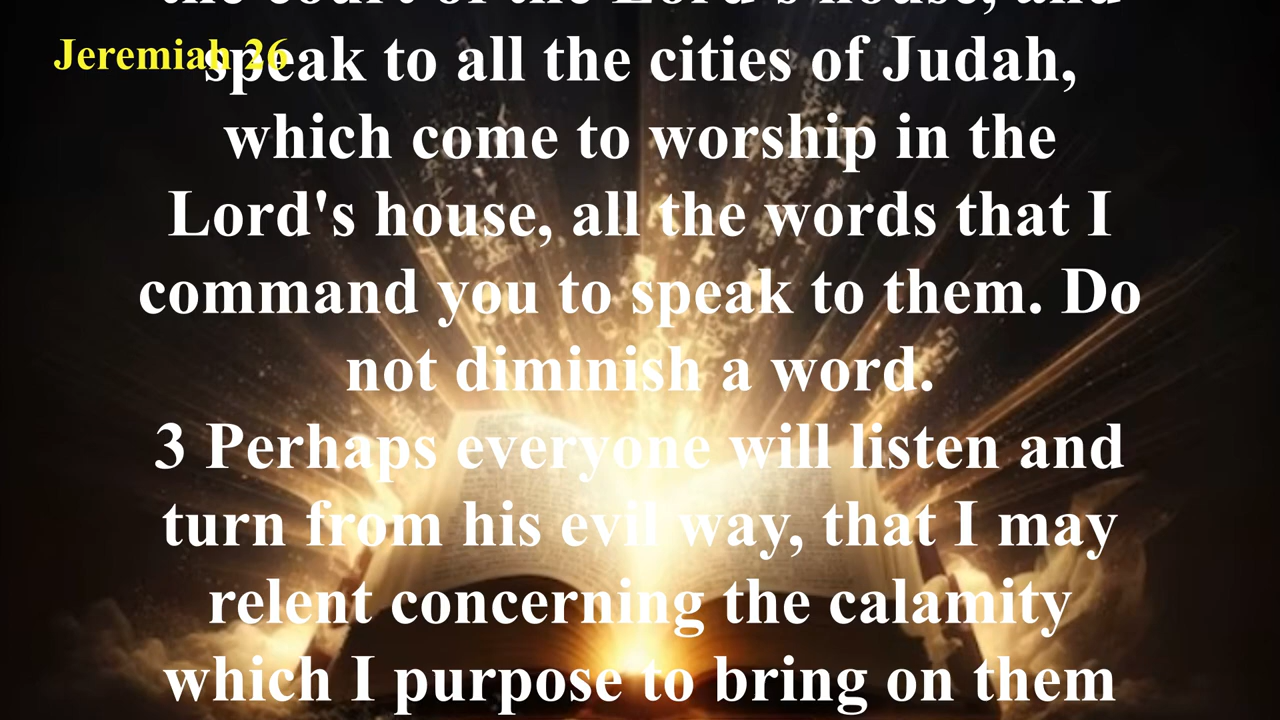 the court of the Lord's house, and
Jeremiah 26
speak to all the cities of Judah,
which come to worship in the
Lord's house, all the words that I
command you to speak to them. Do
not diminish a word.
3 Perhaps everyone will listen and
turn from his evil way, that I may
relent concerning the calamity
which I purpose to bring on them